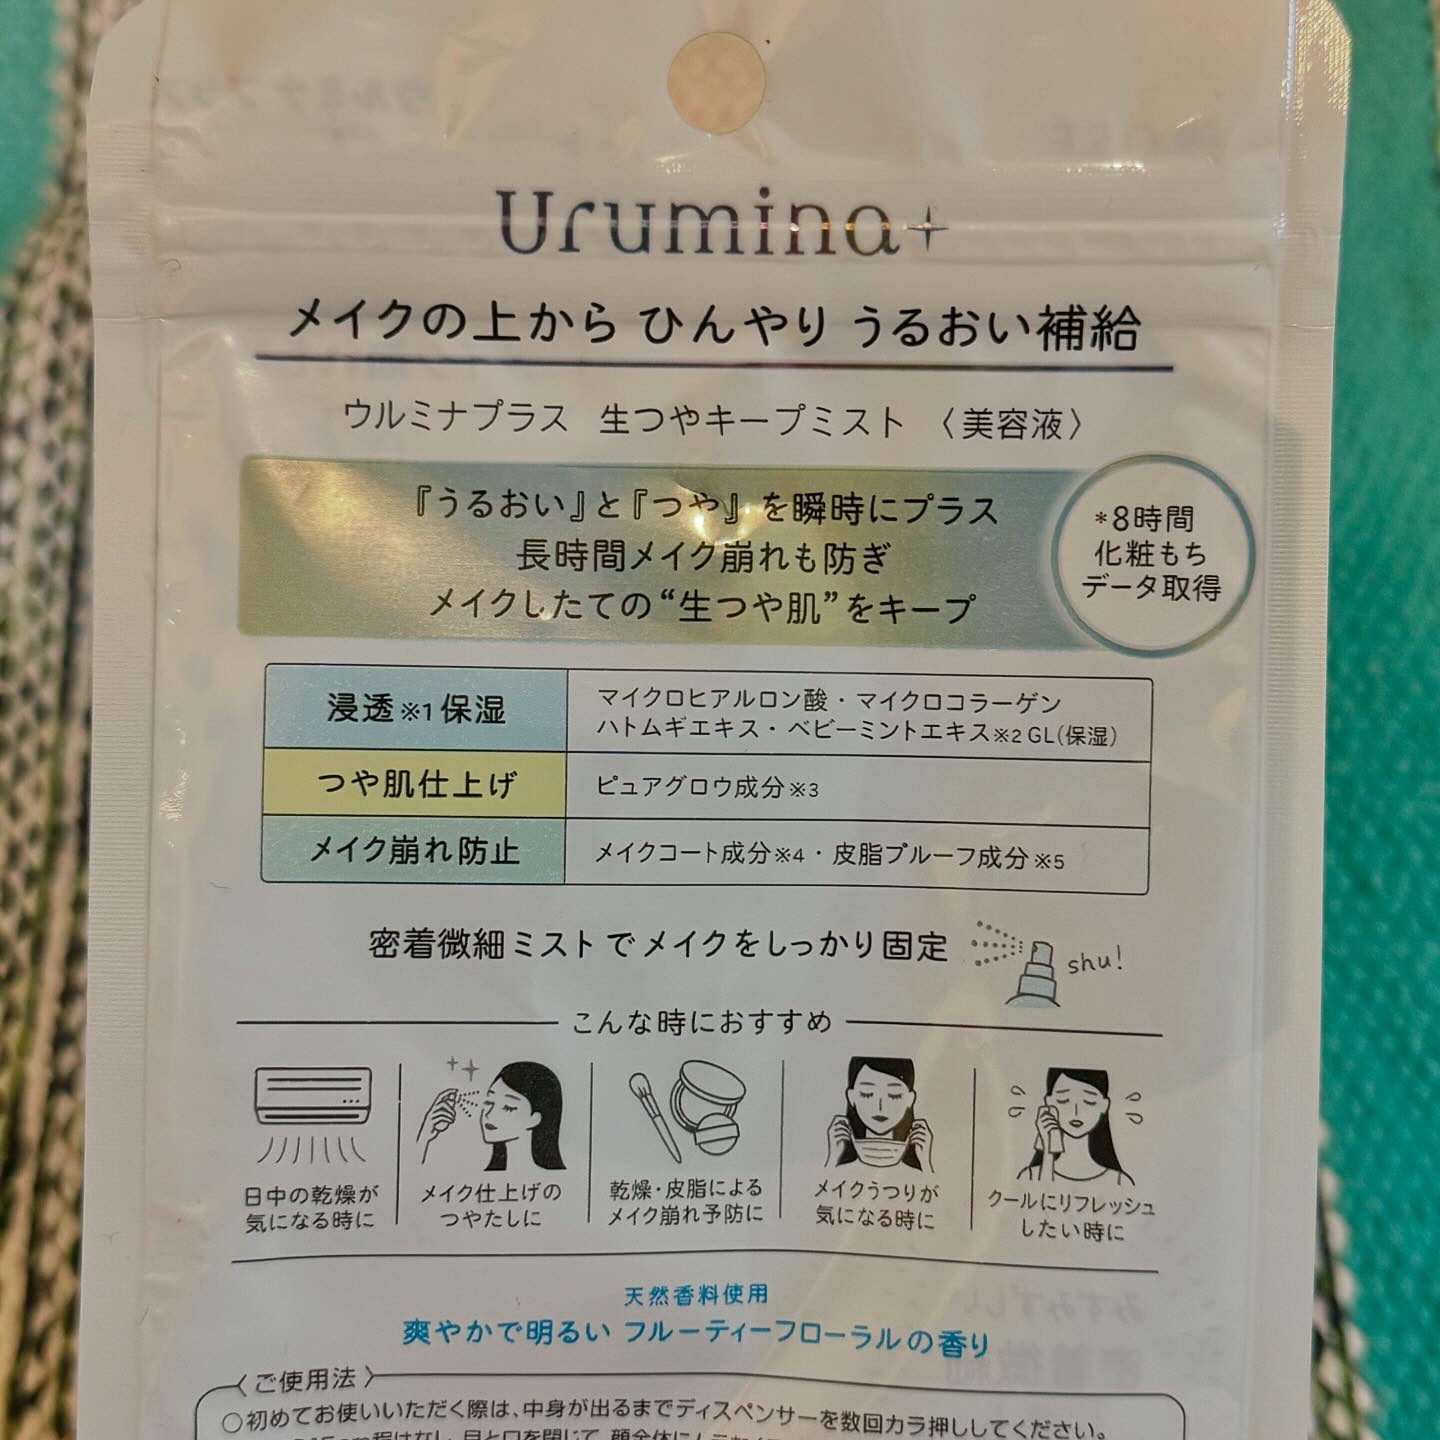 Urumina+
メイクの上から ひんやり うるおい補給
ウルミナプラス 生つやキープミスト 〈美容液〉
『うるおい』と『つや』を瞬時にプラス
長時間メイク崩れも防ぎ
メイクしたての“生つや肌”をキープ
*8時間
化粧もち
データ取得
浸透※1保湿
マイクロヒアルロン酸・マイクロコラーゲン
ハトムギエキス・ベビーミントエキス※2 GL(保湿)
つや肌仕上げ
ピュアグロウ成分※3
メイク崩れ防止
メイクコート成分※4・皮脂プルーフ成分※5
密着微細ミストでメイクをしっかり固定
shu!
こんな時におすすめ
日中の乾燥が
気になる時に
メイク仕上げの
つやたしに
乾燥・皮脂による
メイク崩れ予防に
メイクうつりが
気になる時に
クールにリフレッシュ
したい時に
天然香料使用
爽やかで明るい フルーティーフローラルの香り
〈ご使用法〉
○初めてお使いいただく際は、中身が出るまでディスペンサーを数回カラ押ししてください。